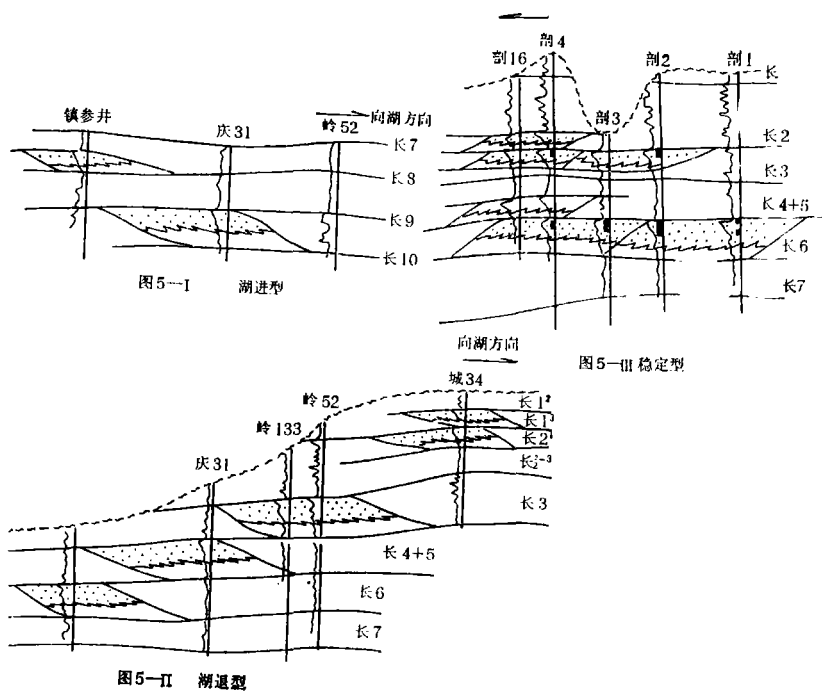 镇参井
庆31
岭52
向湖方向
长7
长8
长9
长10
图5—I 湖进型
剖16
剖4
剖3
剖2
剖1
长
长2
长3
长4+5
长6
长7
图5—III 稳定型
向湖方向
城34
岭52
岭133
庆31
长1²
长1
长2
长3
长4+5
长6
长7
图5—II 湖退型